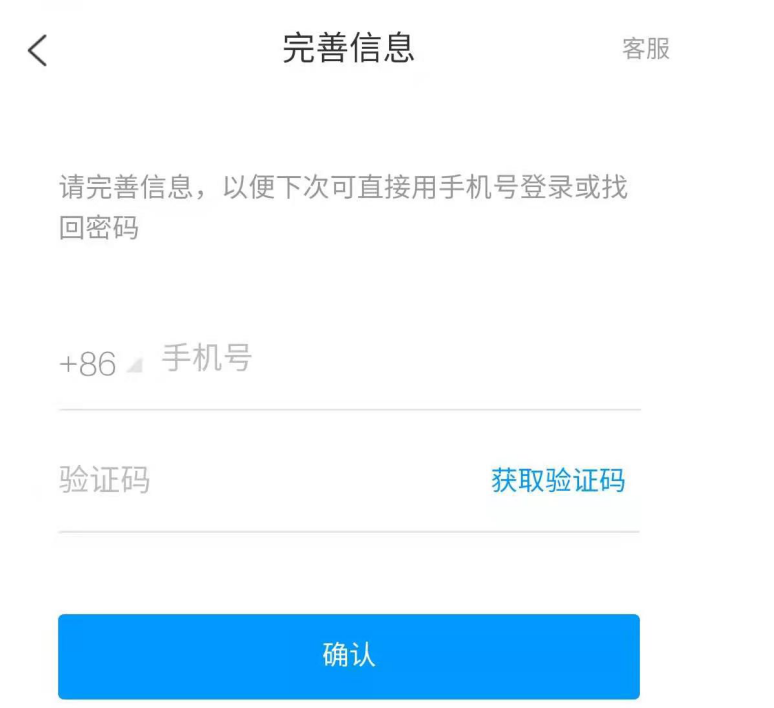 完善信息
客服
请完善信息，以便下次可直接用手机号登录或找
回密码
+86 手机号
验证码 获取验证码
确认